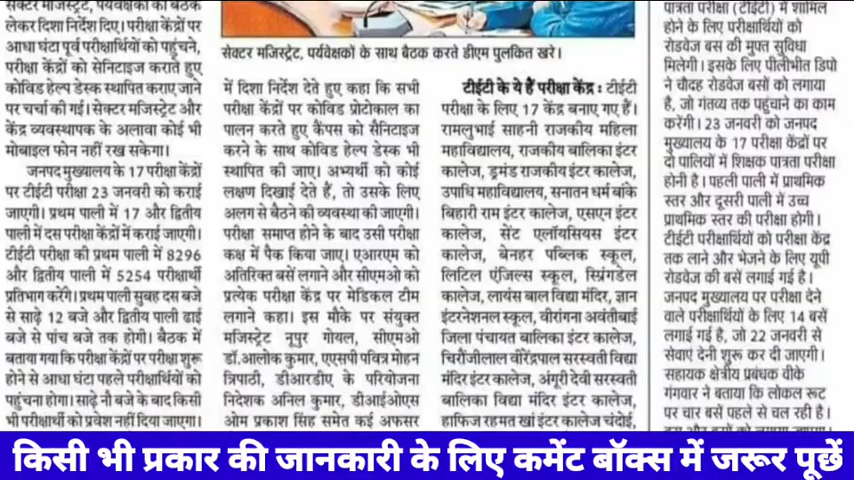 सेक्टर मजिस्ट्रेट, पर्यवेक्षकों की बैठक
लेकर दिशा निर्देश दिए। परीक्षा केंद्रों पर
आधा घंटा पूर्व परीक्षार्थियों को पहुंचने,
परीक्षा केंद्रों को सेनिटाइज कराते हुए
कोविड हेल्प डेस्क स्थापित कराए जाने
पर चर्चा की गई। सेक्टर मजिस्ट्रेट और
केंद्र व्यवस्थापक के अलावा कोई भी
मोबाइल फोन नहीं रख सकेगा।
जनपद मुख्यालय के 17 परीक्षा केंद्रों
पर टीईटी परीक्षा 23 जनवरी को कराई
जाएगी। प्रथम पाली में 17 और द्वितीय
पाली में दस परीक्षा केंद्रों में कराई जाएगी।
टीईटी परीक्षा की प्रथम पाली में 8296
और द्वितीय पाली में 5254 परीक्षार्थी
प्रतिभाग करेंगे। प्रथम पाली सुबह दस बजे
से साढ़े 12 बजे और द्वितीय पाली ढाई
बजे से पांच बजे तक होगी। बैठक में
बताया गया कि परीक्षा केंद्रों पर परीक्षा शुरू
होने से आधा घंटा पहले परीक्षार्थियों को
पहुंचना होगा। साढ़े नौ बजे के बाद किसी
भी परीक्षार्थी को प्रवेश नहीं दिया जाएगा।
सेक्टर मजिस्ट्रेट, पर्यवेक्षकों के साथ बैठक करते डीएम पुलकित खरे।
में दिशा निर्देश देते हुए कहा कि सभी
परीक्षा केंद्रों पर कोविड प्रोटोकाल का
पालन करते हुए कैंपस को सैनिटाइज
करने के साथ कोविड हेल्प डेस्क भी
स्थापित की जाए। अभ्यर्थी को कोई
लक्षण दिखाई देते हैं, तो उसके लिए
अलग से बैठने की व्यवस्था की जाएगी।
परीक्षा समाप्त होने के बाद उसी परीक्षा
कक्ष में पैक किया जाए। एआरएम को
अतिरिक्त बसें लगाने और सीएमओ को
प्रत्येक परीक्षा केंद्र पर मेडिकल टीम
लगाने कहा। इस मौके पर संयुक्त
मजिस्ट्रेट नूपुर गोयल, सीएमओ
डॉ.आलोक कुमार, एएसपी पवित्र मोहन
त्रिपाठी, डीआरडीए के परियोजना
निदेशक अनिल कुमार, डीआईओएस
ओम प्रकाश सिंह समेत कई अफसर
टीईटी के ये हैं परीक्षा केंद्र : टीईटी
परीक्षा के लिए 17 केंद्र बनाए गए हैं।
रामलुभाई साहनी राजकीय महिला
महाविद्यालय, राजकीय बालिका इंटर
कालेज, ड्रमंड राजकीय इंटर कालेज,
उपाधि महाविद्यालय, सनातन धर्म बांके
बिहारी राम इंटर कालेज, एसएन इंटर
कालेज, सेंट एलॉयसियस इंटर
कालेज, बेनहर पब्लिक स्कूल,
लिटिल एंजिल्स स्कूल, स्प्रिंगडेल
कालेज, लायंस बाल विद्या मंदिर, ज्ञान
इंटरनेशनल स्कूल, वीरांगना अवंतीबाई
जिला पंचायत बालिका इंटर कालेज,
चिरौंजीलाल वीरेंद्रपाल सरस्वती विद्या
मंदिर इंटर कालेज, अंगूरी देवी सरस्वती
बालिका विद्या मंदिर इंटर कालेज,
हाफिज रहमत खां इंटर कालेज चंदोई,
पात्रता परीक्षा (टीईटी) में शामिल
होने के लिए परीक्षार्थियों को
रोडवेज बस की मुफ्त सुविधा
मिलेगी। इसके लिए पीलीभीत डिपो
ने चौदह रोडवेज बसों को लगाया
है, जो गंतव्य तक पहुंचाने का काम
करेंगी। 23 जनवरी को जनपद
मुख्यालय के 17 परीक्षा केंद्रों पर
दो पालियों में शिक्षक पात्रता परीक्षा
होनी है। पहली पाली में प्राथमिक
स्तर और दूसरी पाली में उच्च
प्राथमिक स्तर की परीक्षा होगी।
टीईटी परीक्षार्थियों को परीक्षा केंद्र
तक लाने और भेजने के लिए यूपी
रोडवेज की बसें लगाई गई है।
जनपद मुख्यालय पर परीक्षा देने
वाले परीक्षार्थियों के लिए 14 बसें
लगाई गई है, जो 22 जनवरी से
सेवाएं देनी शुरू कर दी जाएगी।
सहायक क्षेत्रीय प्रबंधक वीके
गंगवार ने बताया कि लोकल रूट
पर चार बसें पहले से चल रही है।
किसी भी प्रकार की जानकारी के लिए कमेंट बॉक्स में जरूर पूछें